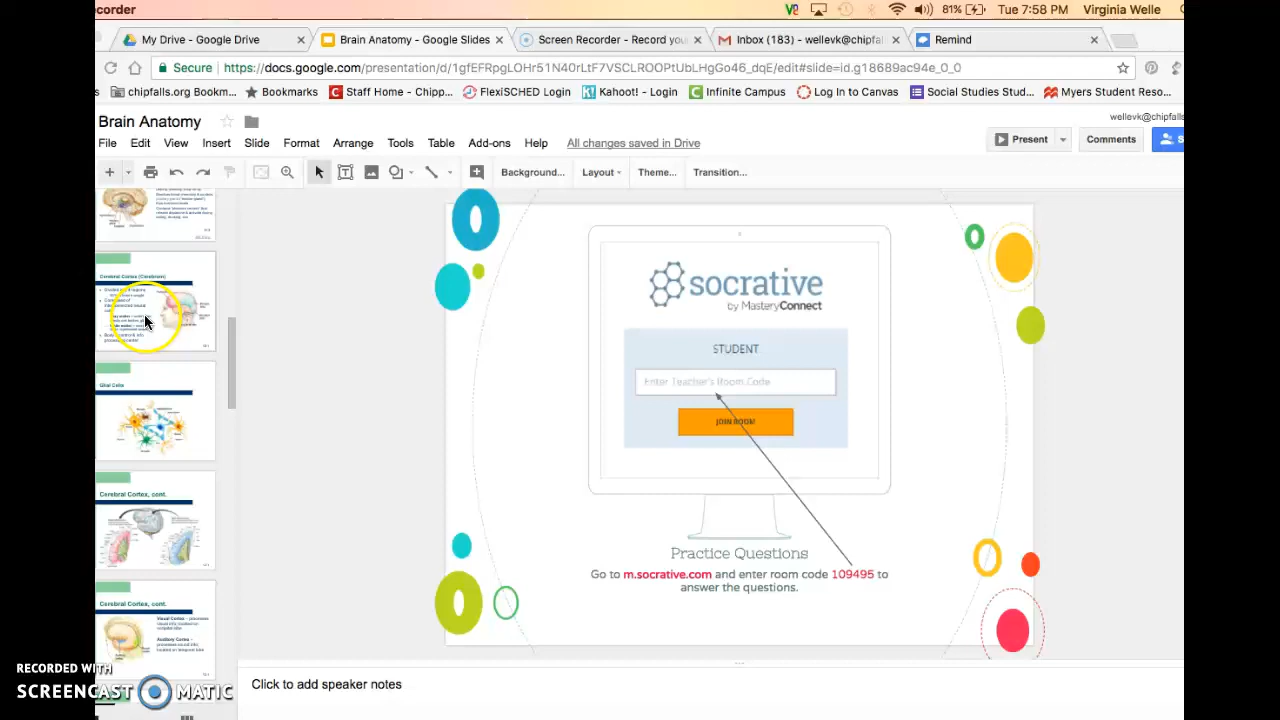 corder
81% Tue 7:58 PM Virginia Welle
My Drive - Google Drive Brain Anatomy - Google Slides Screen Recorder - Record you Inbox (183) - wellevk@chipfal Remind
Secure https://docs.google.com/presentation/d/1gfEFRpgLOHr51N40rLtF7VSCLROOPtUbLHgGo46_dqE/edit#slide=id.g18689ac94e_0_0
chipfalls.org Bookm... Bookmarks Staff Home - Chipp... FlexiSCHED Login Kahoot! - Login Infinite Campus Log In to Canvas Social Studies Stud... Myers Student Reso...
Brain Anatomy
wellevk@chipfalls
File Edit View Insert Slide Format Arrange Tools Table Add-ons Help All changes saved in Drive
Present Comments S
Background... Layout Theme... Transition...
Cerebral Cortex (Cerebrum)
Glial Cells
Cerebral Cortex, cont.
Cerebral Cortex, cont.
Visual Cortex
Auditory Cortex
socrative
by MasteryConnect
STUDENT
Enter Teacher's Room Code
JOIN ROOM
Practice Questions
Go to m.socrative.com and enter room code 109495 to
answer the questions.
Click to add speaker notes
RECORDED WITH
SCREENCAST MATIC